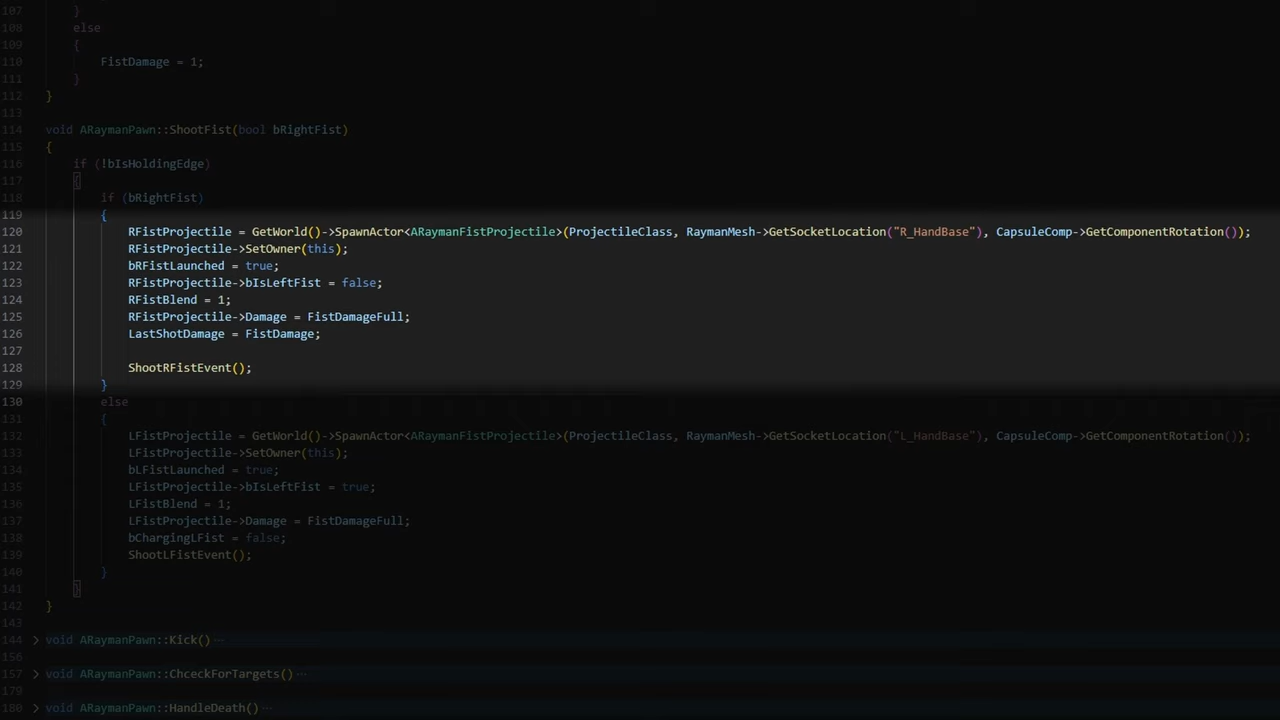 107 }
108 else
109 {
110 FistDamage = 1;
111 }
112 }
113
114 void ARaymanPawn::ShootFist(bool bRightFist)
115 {
116 if (!bIsHoldingEdge)
117 {
118 if (bRightFist)
119 {
120 RFistProjectile = GetWorld()->SpawnActor<ARaymanFistProjectile>(ProjectileClass, RaymanMesh->GetSocketLocation("R_HandBase"), CapsuleComp->GetComponentRotation());
121 RFistProjectile->SetOwner(this);
122 bRFistLaunched = true;
123 RFistProjectile->bIsLeftFist = false;
124 RFistBlend = 1;
125 RFistProjectile->Damage = FistDamageFull;
126 LastShotDamage = FistDamage;
127
128 ShootRFistEvent();
129 }
130 else
131 {
132 LFistProjectile = GetWorld()->SpawnActor<ARaymanFistProjectile>(ProjectileClass, RaymanMesh->GetSocketLocation("L_HandBase"), CapsuleComp->GetComponentRotation());
133 LFistProjectile->SetOwner(this);
134 bLFistLaunched = true;
135 LFistProjectile->bIsLeftFist = true;
136 LFistBlend = 1;
137 LFistProjectile->Damage = FistDamageFull;
138 bChargingLFist = false;
139 ShootLFistEvent();
140 }
141 }
142 }
143
144 > void ARaymanPawn::Kick() ···
156
157 > void ARaymanPawn::ChceckForTargets() ···
179
180 > void ARaymanPawn::HandleDeath() ···